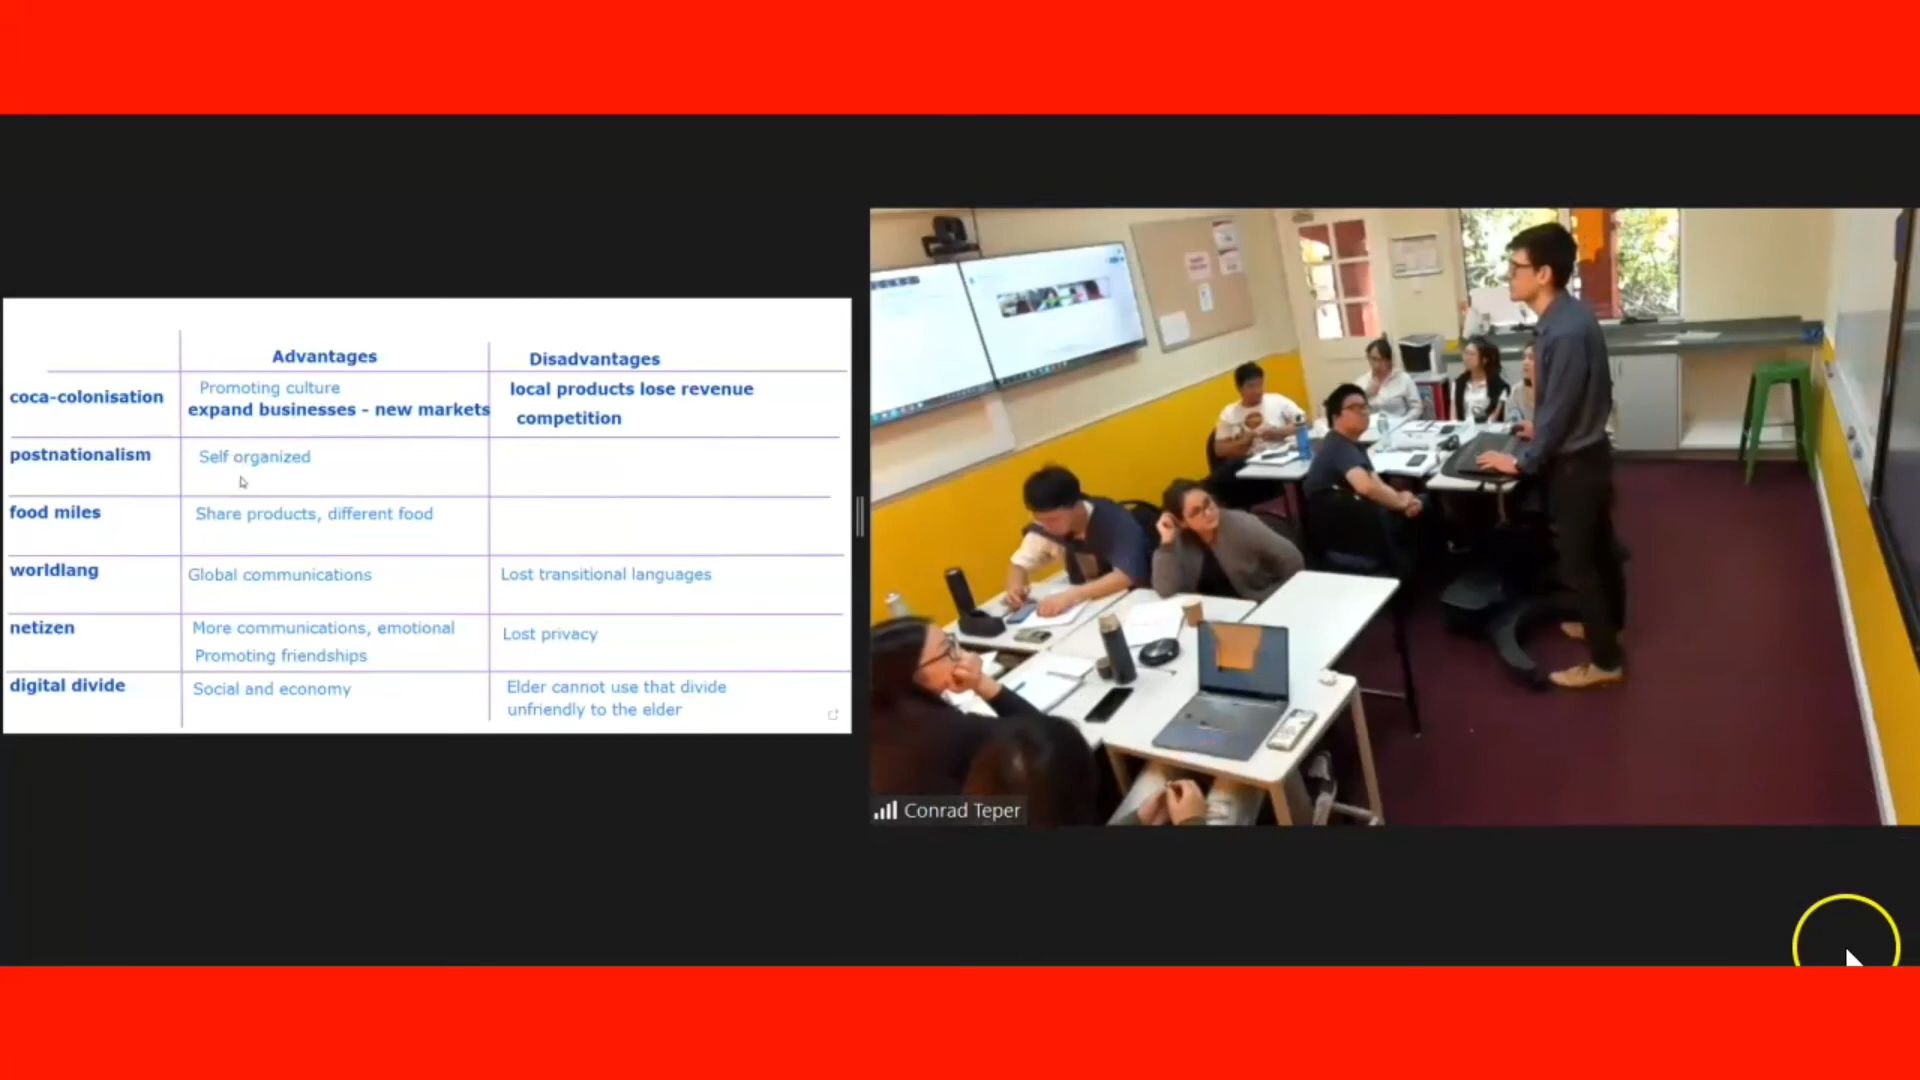 Advantages Disadvantages
coca-colonisation Promoting culture local products lose revenue
expand businesses - new markets competition
postnationalism Self organized
food miles Share products, different food
worldlang Global communications Lost transitional languages
netizen More communications, emotional Lost privacy
Promoting friendships
digital divide Social and economy Elder cannot use that divide
unfriendly to the elder
Conrad Teper